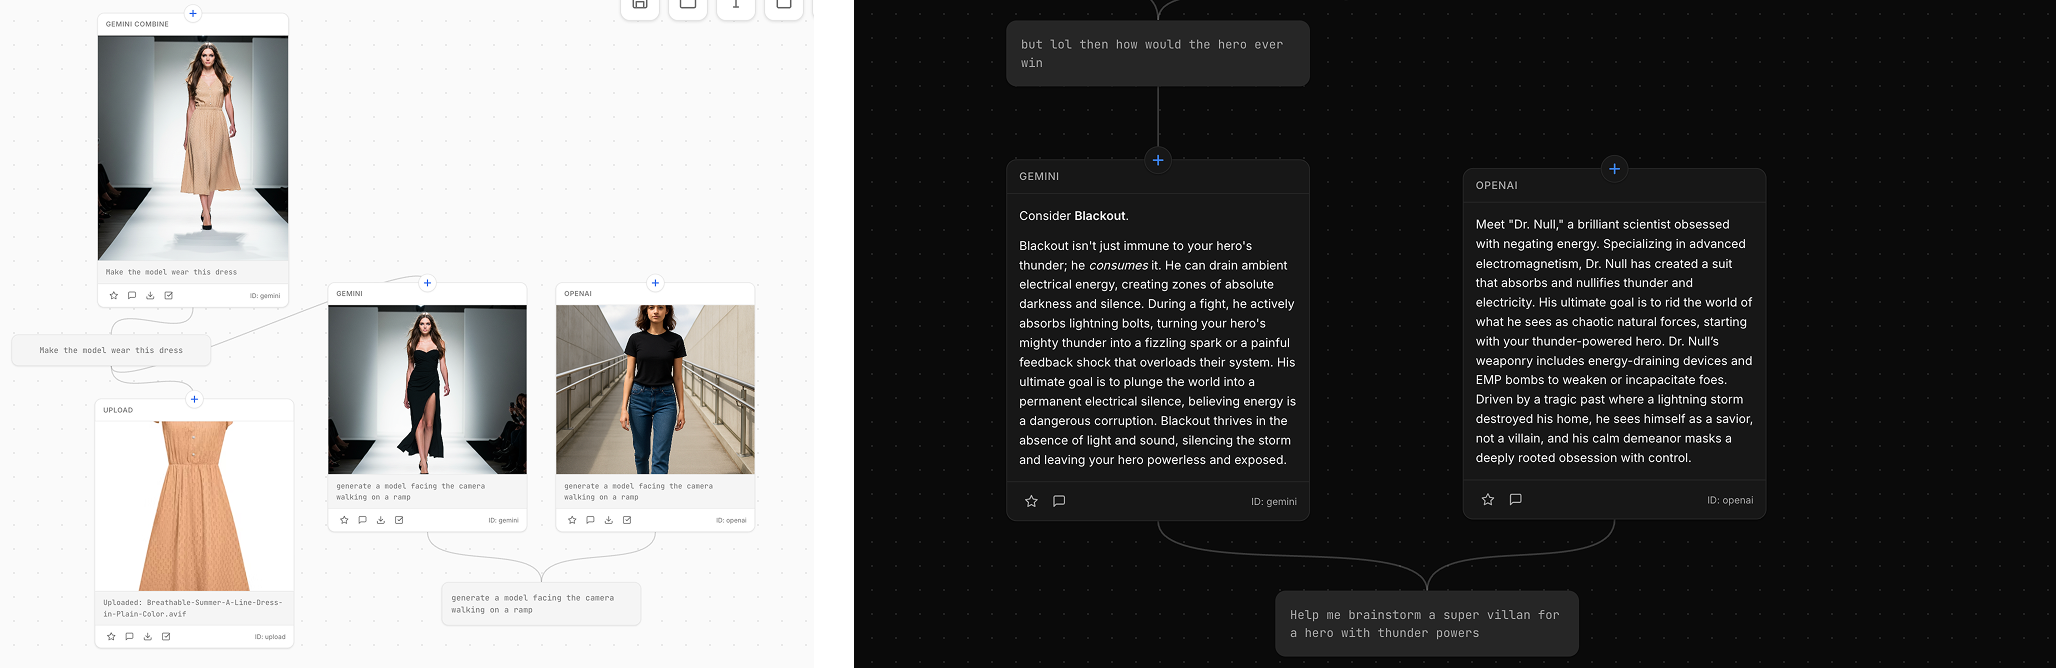 GEMINI COMBINE
Make the model wear this dress
ID: gemini
Make the model wear this dress
UPLOAD
Uploaded: Breathable-Summer-A-Line-Dress-
in-Plain-Color.avif
ID: upload
GEMINI
generate a model facing the camera
walking on a ramp
ID: gemini
OPENAI
generate a model facing the camera
walking on a ramp
ID: openai
generate a model facing the camera
walking on a ramp
but lol then how would the hero ever
win
GEMINI
Consider Blackout.
Blackout isn't just immune to your hero's
thunder; he consumes it. He can drain ambient
electrical energy, creating zones of absolute
darkness and silence. During a fight, he actively
absorbs lightning bolts, turning your hero's
mighty thunder into a fizzling spark or a painful
feedback shock that overloads their system. His
ultimate goal is to plunge the world into a
permanent electrical silence, believing energy is
a dangerous corruption. Blackout thrives in the
absence of light and sound, silencing the storm
and leaving your hero powerless and exposed.
ID: gemini
OPENAI
Meet "Dr. Null," a brilliant scientist obsessed
with negating energy. Specializing in advanced
electromagnetism, Dr. Null has created a suit
that absorbs and nullifies thunder and
electricity. His ultimate goal is to rid the world of
what he sees as chaotic natural forces, starting
with your thunder-powered hero. Dr. Null's
weaponry includes energy-draining devices and
EMP bombs to weaken or incapacitate foes.
Driven by a tragic past where a lightning storm
destroyed his home, he sees himself as a savior,
not a villain, and his calm demeanor masks a
deeply rooted obsession with control.
ID: openai
Help me brainstorm a super villan for
a hero with thunder powers